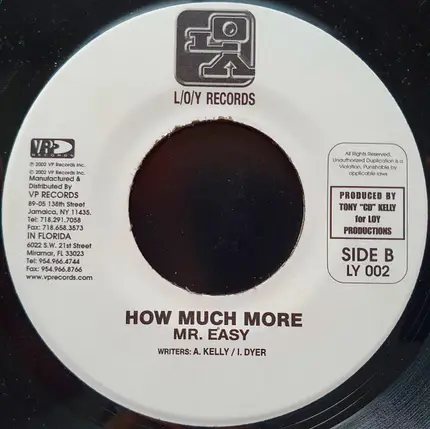 L/O/Y RECORDS
VP
RECORDS
℗ 2002 VP Records Inc.
© 2002 VP Records Inc.
Manufactured &
Distributed By
VP RECORDS
89-05 138th Street
Jamaica, NY 11435.
Tel: 718.291.7058
Fax: 718.658.3573
IN FLORIDA
6022 S.W. 21st Street
Miramar, FL 33023
Tel: 954.966.4744
Fax: 954.966.8766
www.vprecords.com
All Rights Reserved.
Unauthorized Duplication is a
Violation, Punishable by
applicable laws.
PRODUCED BY
TONY "CD" KELLY
for LOY
PRODUCTIONS
SIDE B
LY 002
HOW MUCH MORE
MR. EASY
WRITERS: A. KELLY / I. DYER